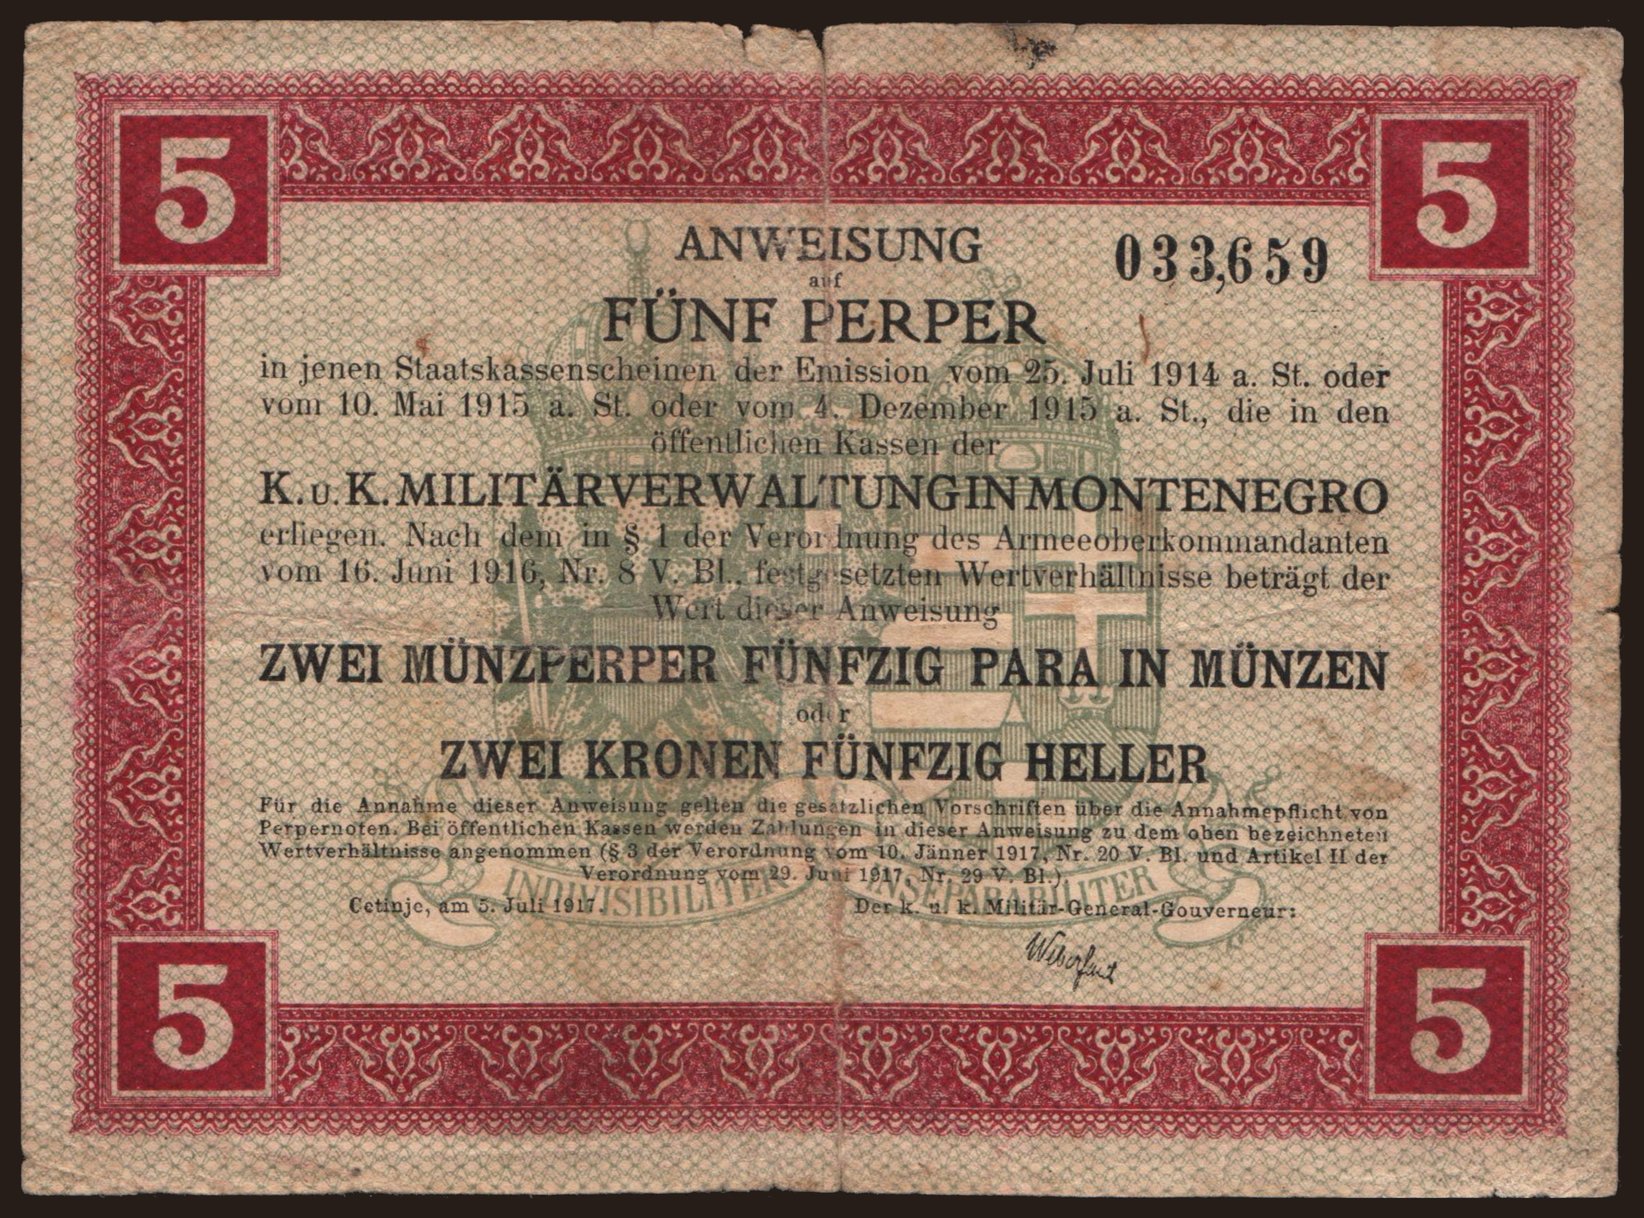 5
5
ANWEISUNG
033,659
auf
FÜNF PERPER
in jenen Staatskassenscheinen der Emission vom 25. Juli 1914 a. St. oder
vom 10. Mai 1915 a. St. oder vom 4. Dezember 1915 a. St., die in den
öffentlichen Kassen der
K. u. K. MILITÄRVERWALTUNG IN MONTENEGRO
erliegen. Nach dem in § 1 der Verordnung des Armeeoberkommandanten
vom 16. Juni 1916, Nr. 8 V. Bl., festgesetzten Wertverhältnisse beträgt der
Wert dieser Anweisung
ZWEI MÜNZPERPER FÜNFZIG PARA IN MÜNZEN
oder
ZWEI KRONEN FÜNFZIG HELLER
Für die Annahme dieser Anweisung gelten die gesatzlichen Vorschriften über die Annahmepflicht von
Perpernoten. Bei öffentlichen Kassen werden Zahlungen in dieser Anweisung zu dem oben bezeichneten
Wertverhältnisse angenommen (§ 3 der Verordnung vom 10. Jänner 1917, Nr. 20 V. Bl. und Artikel II der
Verordnung vom 29. Juni 1917, Nr. 29 V. Bl.).
INDIVISIBILITER INSEPARABILITER
Cetinje, am 5. Juli 1917.
Der k. u. k. Militär-General-Gouverneur:
5
5